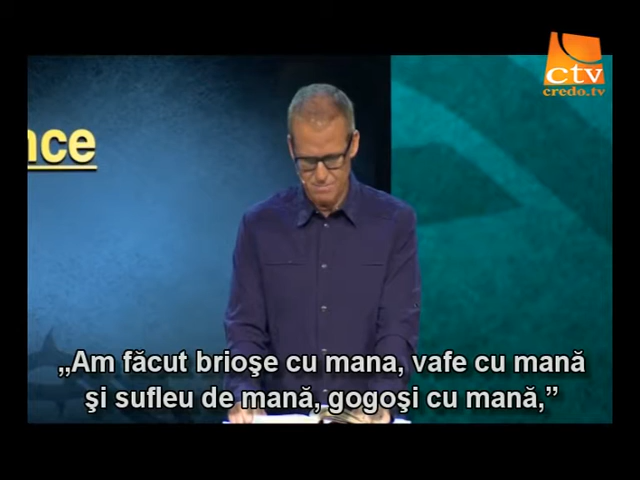 ctv
credo.tv
nce
„Am făcut brioşe cu mana, vafe cu mană
şi sufleu de mană, gogoşi cu mană,”